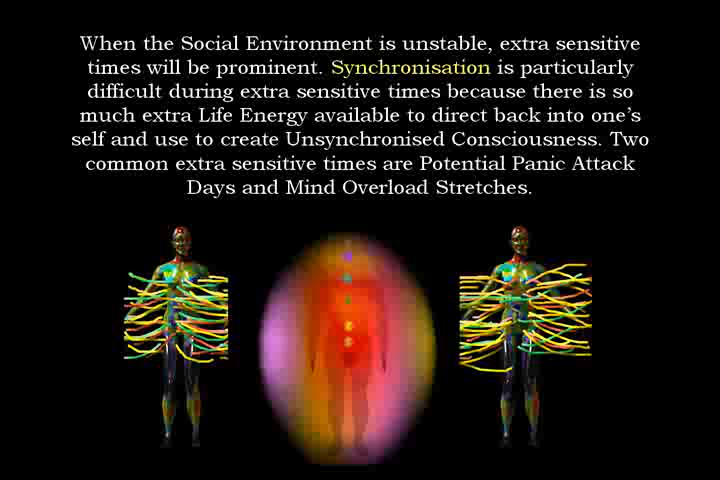 When the Social Environment is unstable, extra sensitive
times will be prominent. Synchronisation is particularly
difficult during extra sensitive times because there is so
much extra Life Energy available to direct back into one's
self and use to create Unsynchronised Consciousness. Two
common extra sensitive times are Potential Panic Attack
Days and Mind Overload Stretches.